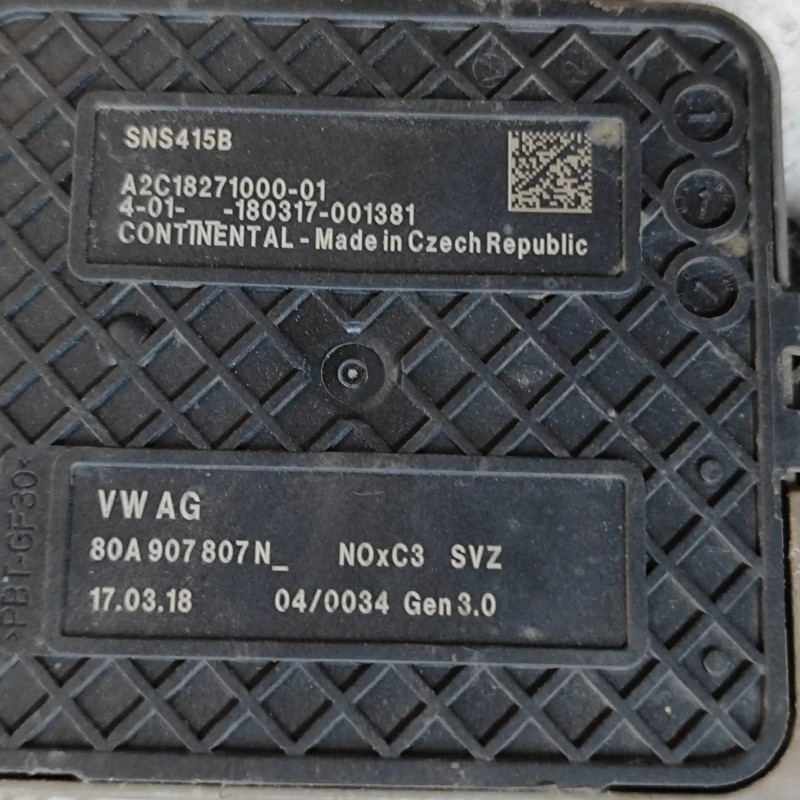 SNS415B
A2C18271000-01
4-01-__-180317-001381
CONTINENTAL - Made in Czech Republic
>PBT-GF30<
VW AG
80A 907 807 N_ NOxC3 SVZ
17.03.18 04/0034 Gen 3.0